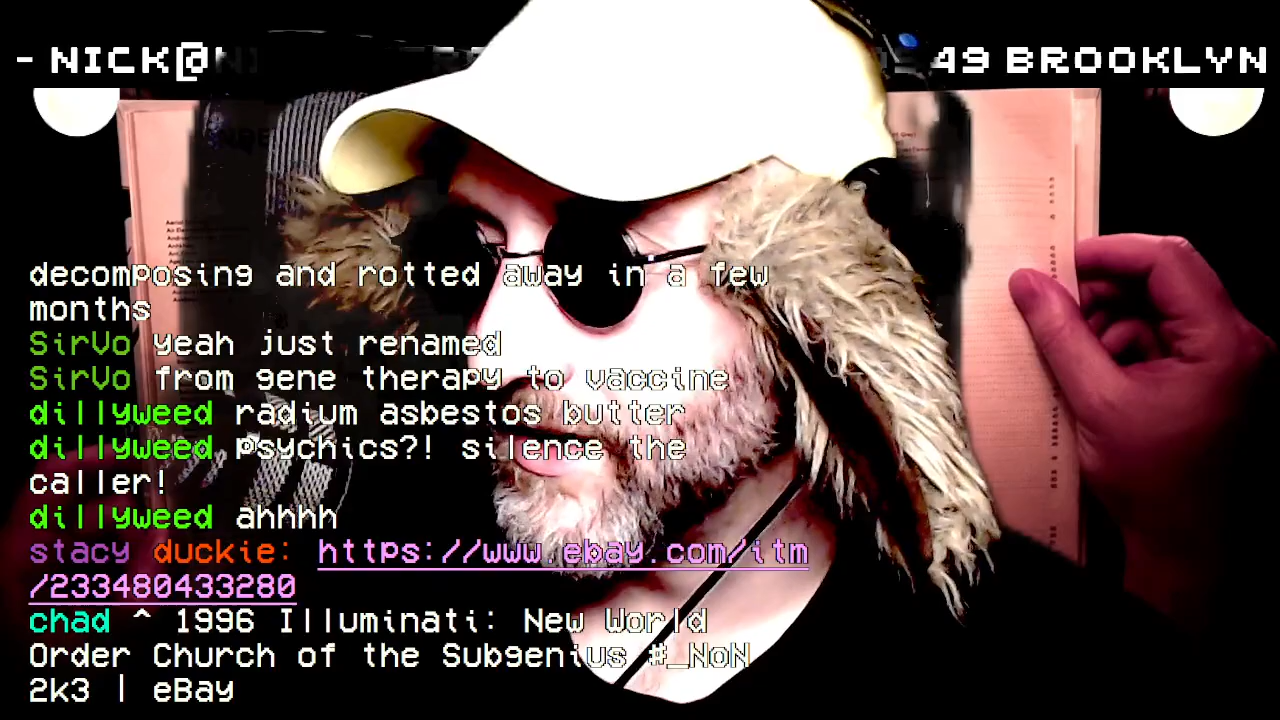 - NICK@N 49 BROOKLYN
decomposing and rotted away in a few
months
SirVo yeah just renamed
SirVo from gene therapy to vaccine
dillyweed radium asbestos butter
dillyweed psychics?! silence the
caller!
dillyweed ahhhh
stacy duckie: https://www.ebay.com/itm
/233480433280
chad ^ 1996 Illuminati: New World
Order Church of the Subgenius #_NoN
2k3 | eBay